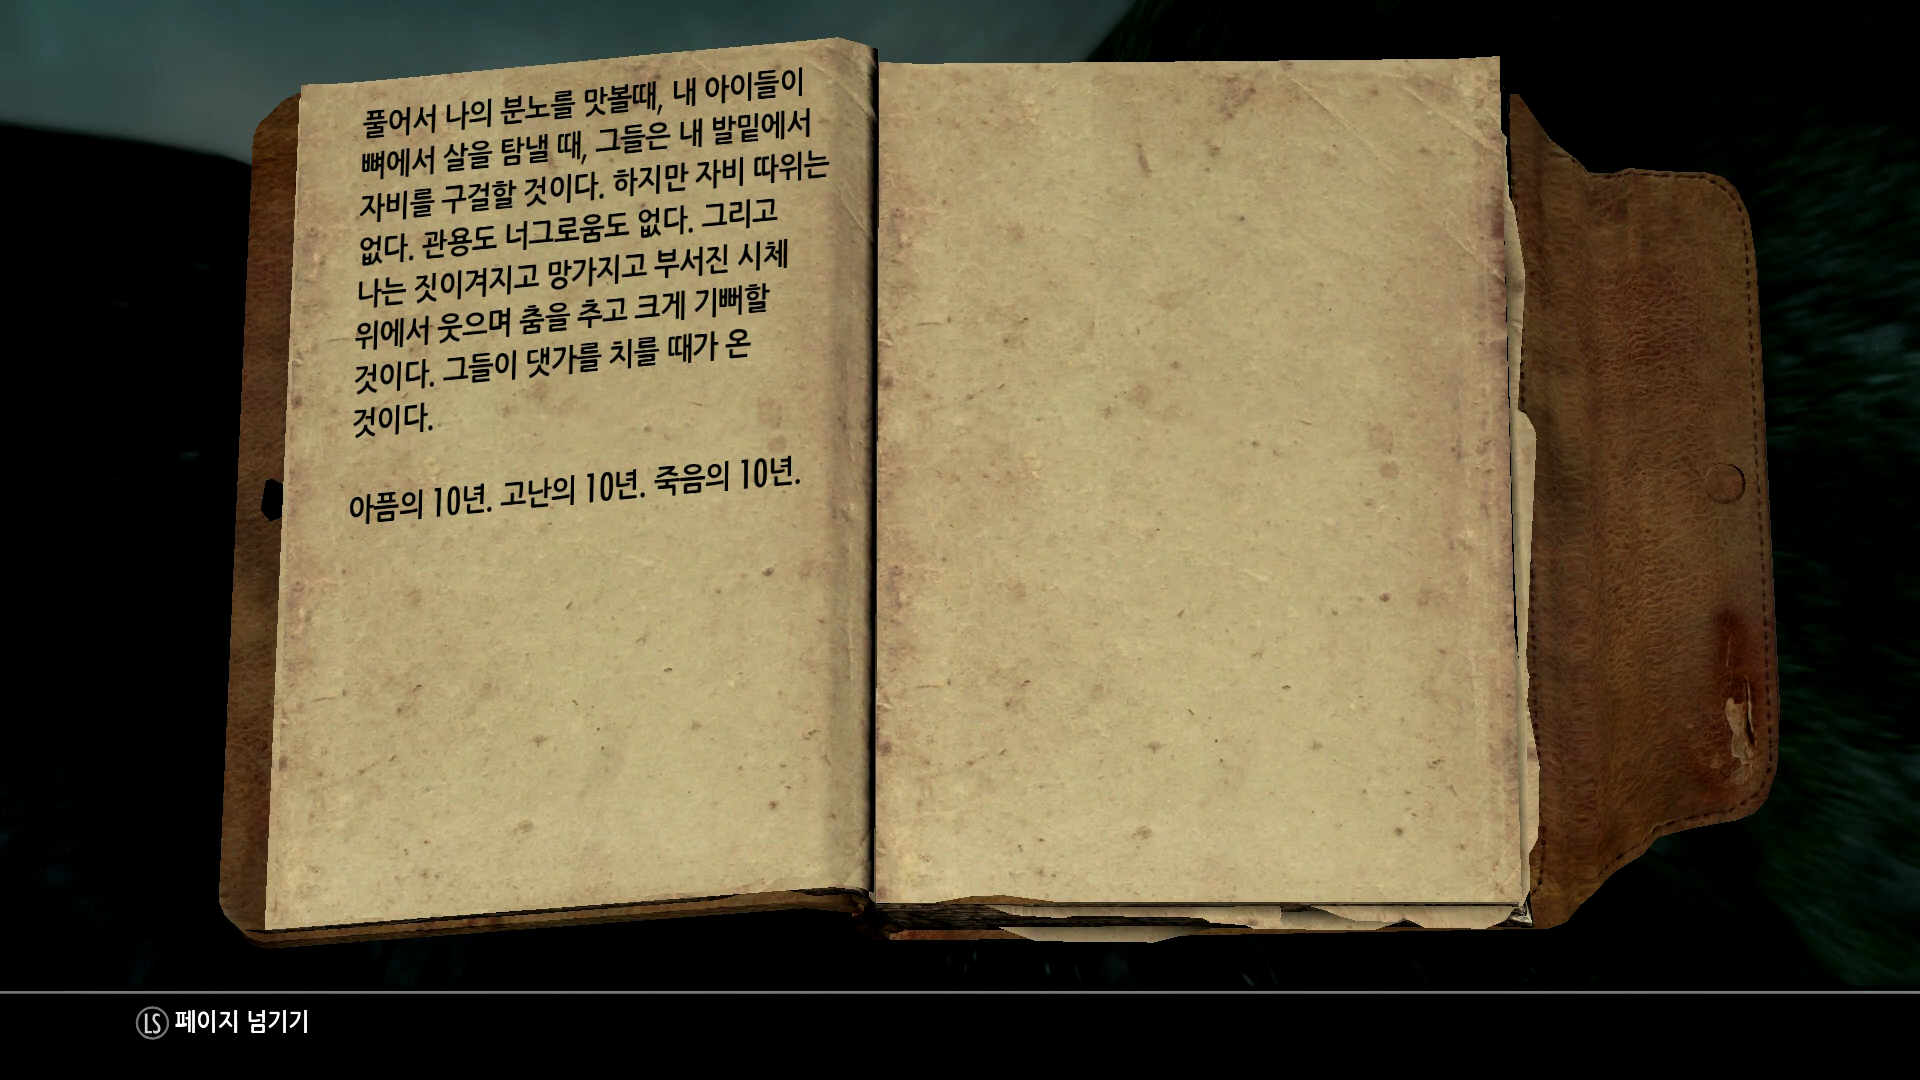 풀어서 나의 분노를 맛볼때, 내 아이들이
뼈에서 살을 탐낼 때, 그들은 내 발밑에서
자비를 구걸할 것이다. 하지만 자비 따위는
없다. 관용도 너그로움도 없다. 그리고
나는 짓이겨지고 망가지고 부서진 시체
위에서 웃으며 춤을 추고 크게 기뻐할
것이다. 그들이 댓가를 치를 때가 온
것이다.
아픔의 10년. 고난의 10년. 죽음의 10년.
LS 페이지 넘기기